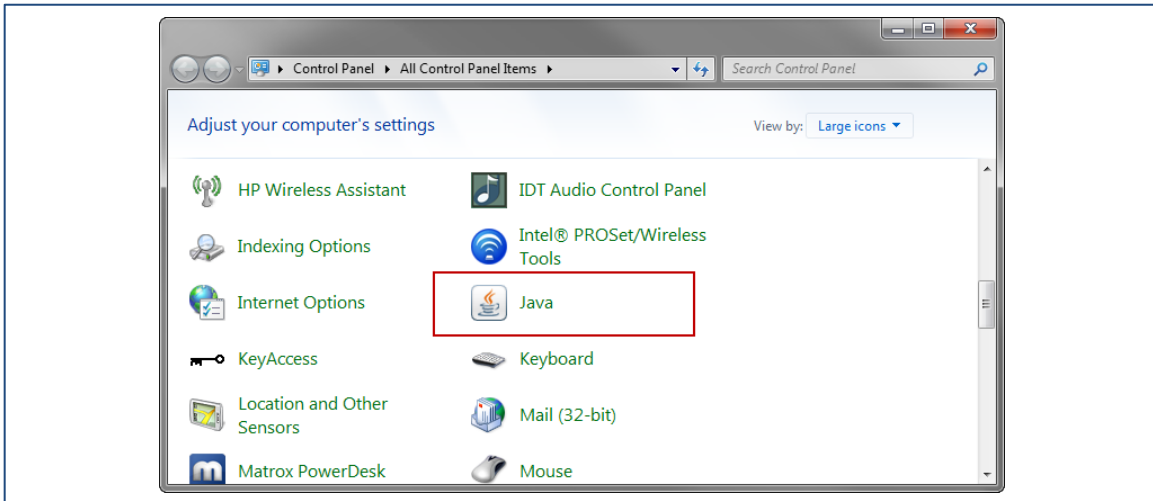 Control Panel All Control Panel Items
Search Control Panel
Adjust your computer's settings
View by: Large icons
HP Wireless Assistant
IDT Audio Control Panel
Indexing Options
Intel® PROSet/Wireless
Tools
Internet Options
Java
KeyAccess
Keyboard
Location and Other
Sensors
Mail (32-bit)
m Matrox PowerDesk
Mouse